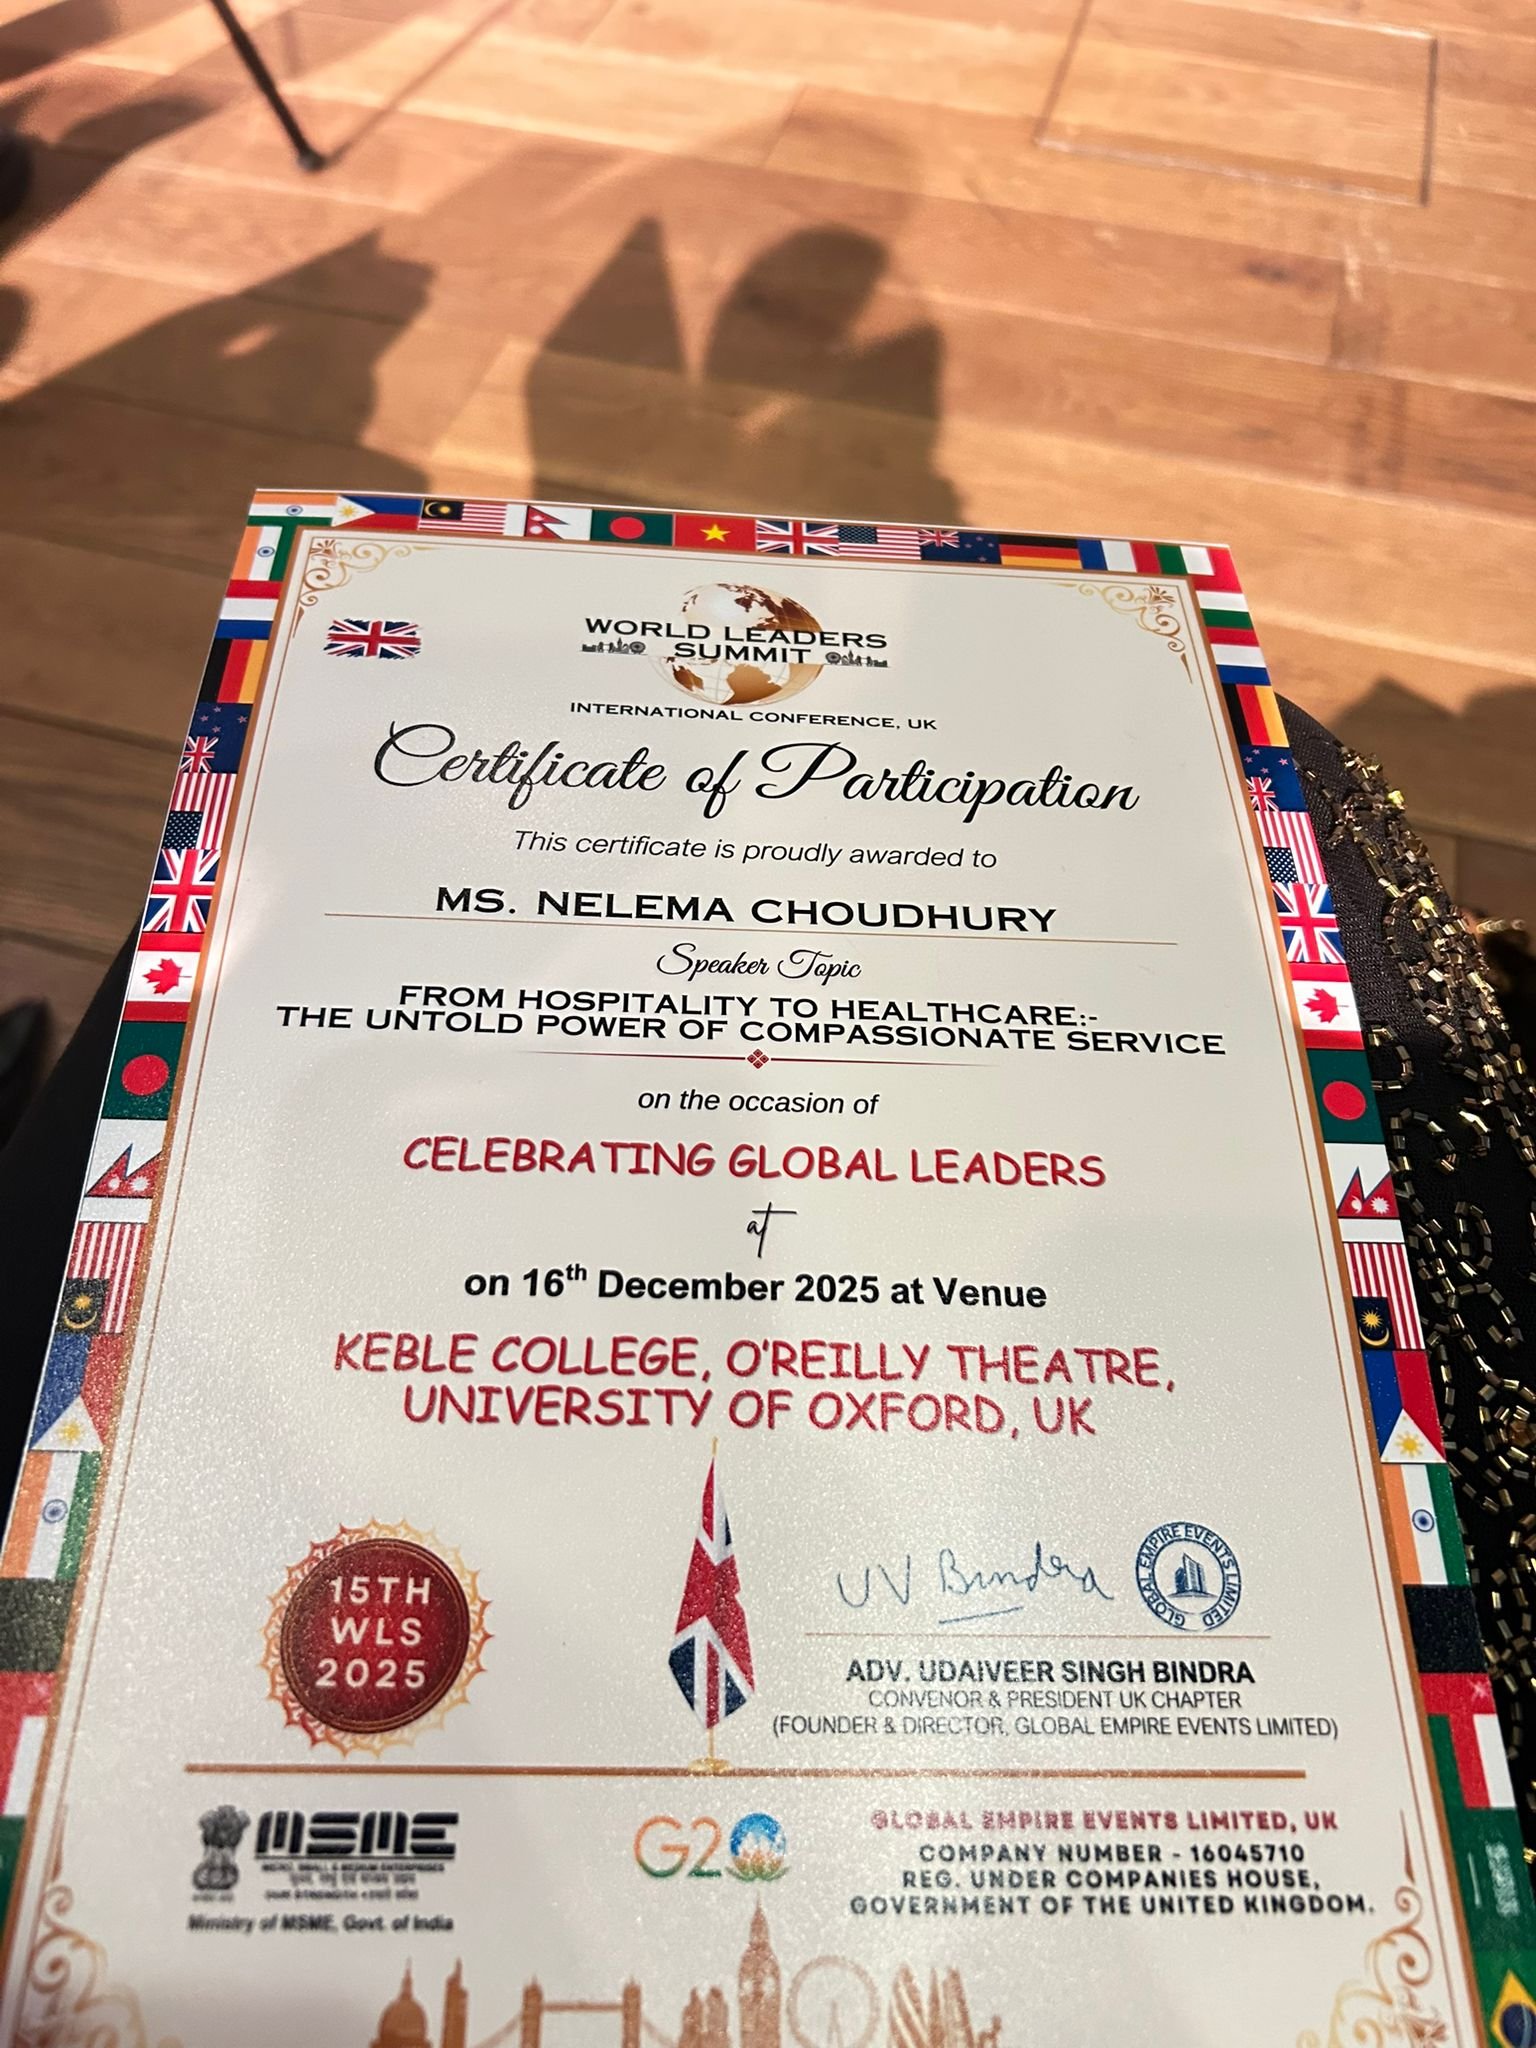 WORLD LEADERS
SUMMIT
INTERNATIONAL CONFERENCE, UK
Certificate of Participation
This certificate is proudly awarded to
MS. NELEMA CHOUDHURY
Speaker Topic
FROM HOSPITALITY TO HEALTHCARE:-
THE UNTOLD POWER OF COMPASSIONATE SERVICE
on the occasion of
CELEBRATING GLOBAL LEADERS
at
on 16th December 2025 at Venue
KEBLE COLLEGE, O'REILLY THEATRE,
UNIVERSITY OF OXFORD, UK
15TH
WLS
2025
UV Bindra
GLOBAL EMPIRE EVENTS LIMITED
ADV. UDAIVEER SINGH BINDRA
CONVENOR & PRESIDENT UK CHAPTER
(FOUNDER & DIRECTOR, GLOBAL EMPIRE EVENTS LIMITED)
MSME
MICRO, SMALL & MEDIUM ENTERPRISES
Ministry of MSME, Govt. of India
G20
GLOBAL EMPIRE EVENTS LIMITED, UK
COMPANY NUMBER - 16045710
REG. UNDER COMPANIES HOUSE,
GOVERNMENT OF THE UNITED KINGDOM.